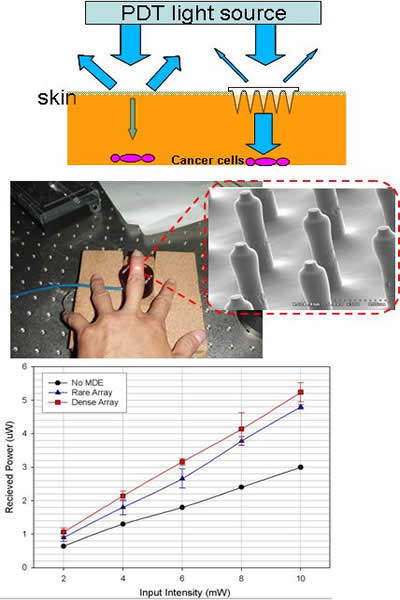 PDT light source
skin
Cancer cells
6
5
4
3
2
1
0
Recieved Power (uW)
No MDE
Rare Array
Dense Array
2
4
6
8
10
Input Intensity (mW)